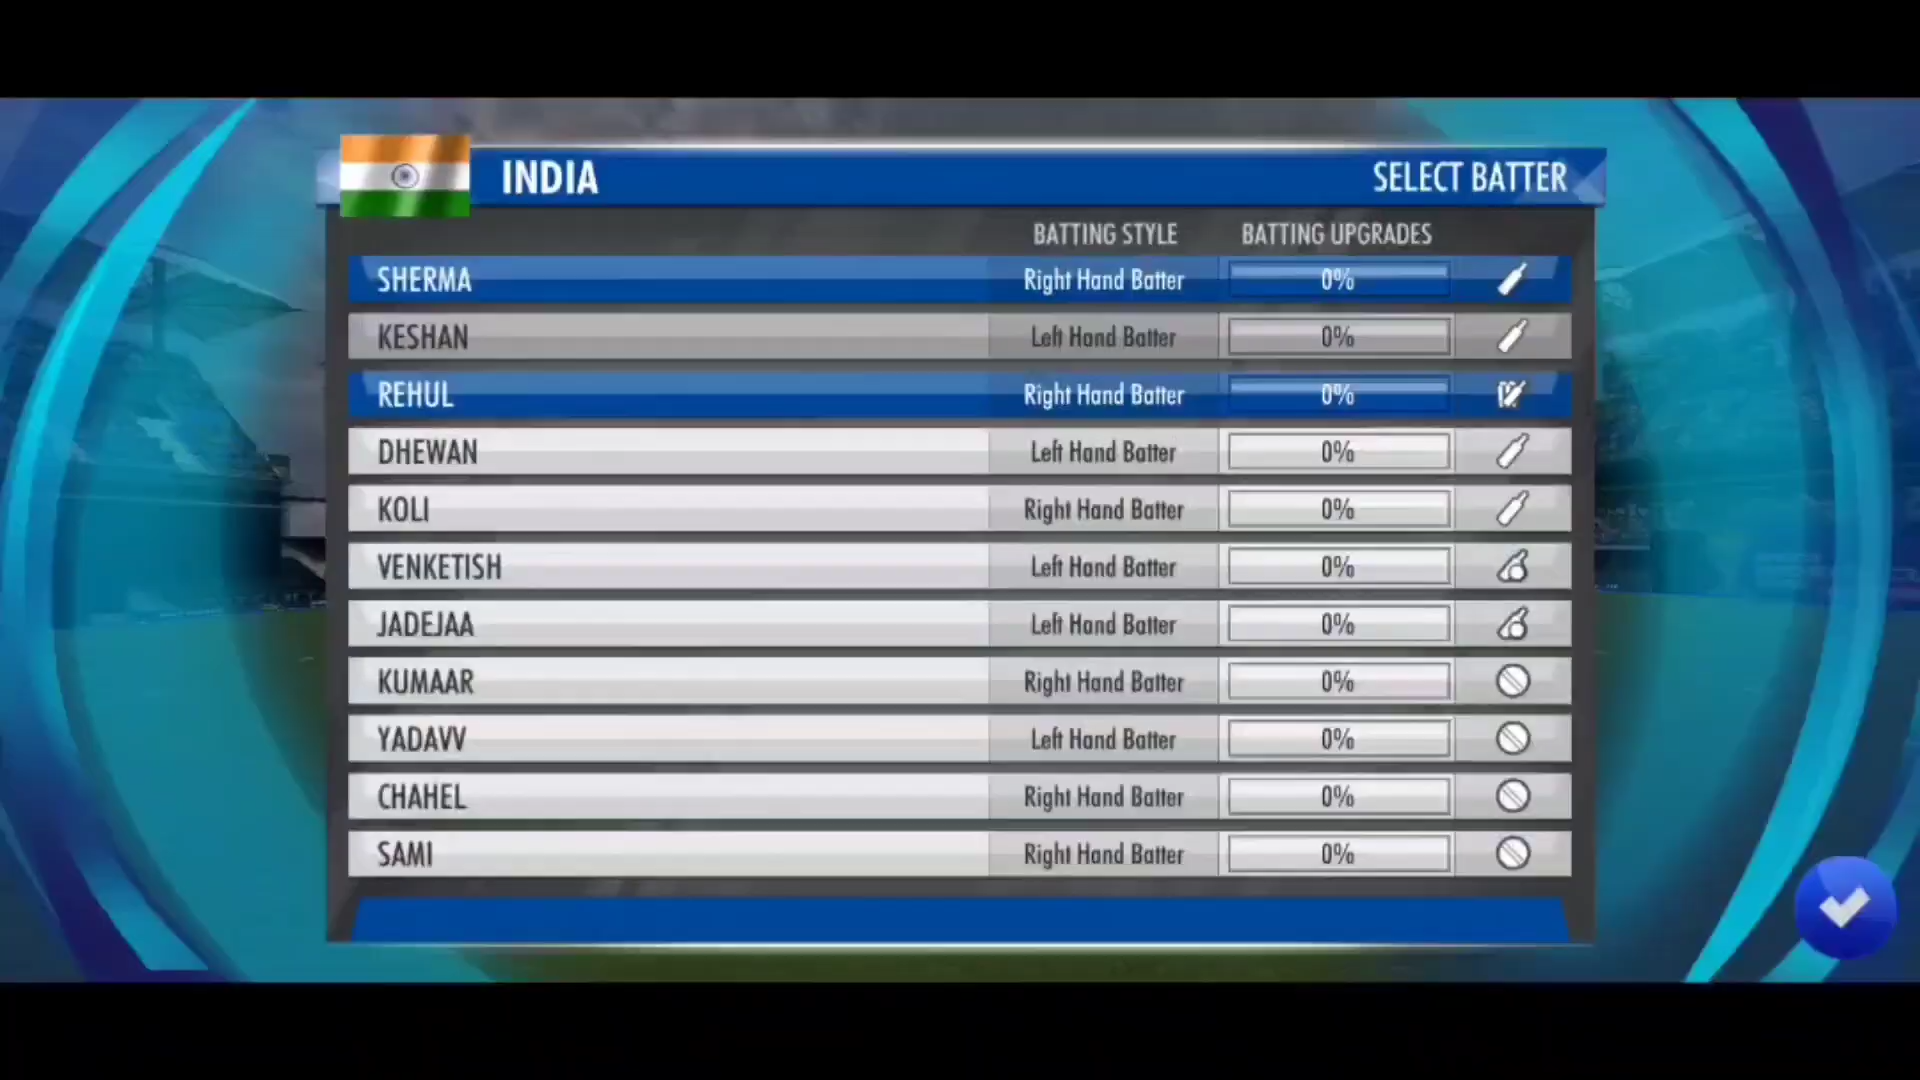 INDIA SELECT BATTER
BATTING STYLE BATTING UPGRADES
SHERMA Right Hand Batter 0%
KESHAN Left Hand Batter 0%
REHUL Right Hand Batter 0%
DHEWAN Left Hand Batter 0%
KOLI Right Hand Batter 0%
VENKETISH Left Hand Batter 0%
JADEJAA Left Hand Batter 0%
KUMAAR Right Hand Batter 0%
YADAVV Left Hand Batter 0%
CHAHEL Right Hand Batter 0%
SAMI Right Hand Batter 0%